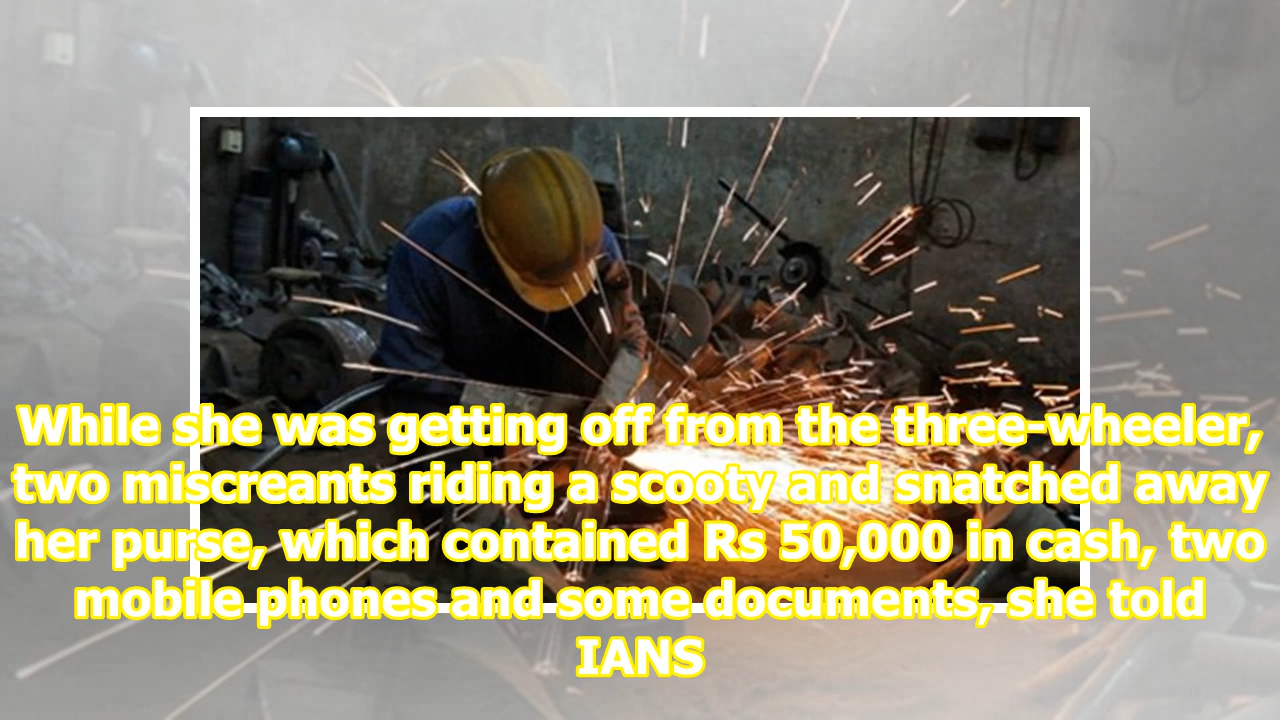 While she was getting off from the three-wheeler,
two miscreants riding a scooty and snatched away
her purse, which contained Rs 50,000 in cash, two
mobile phones and some documents, she told
IANS